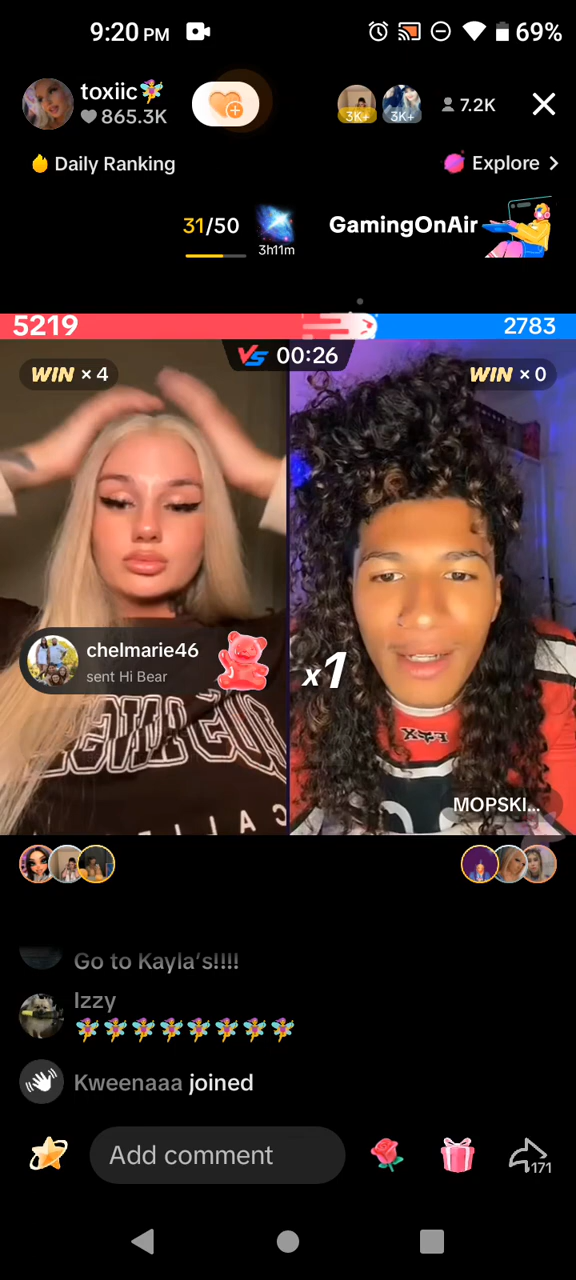 9:20 PM
69%
toxiic🧚
865.3K
3K+
3K+
7.2K
Daily Ranking
Explore >
31/50
3h11m
GamingOnAir
5219
2783
VS 00:26
WIN × 4
WIN × 0
chelmarie46
sent Hi Bear
x1
FOX
MOPSKI...
Go to Kayla's!!!!
Izzy
🧚🧚🧚🧚🧚🧚🧚🧚
Kweenaaa joined
Add comment
171